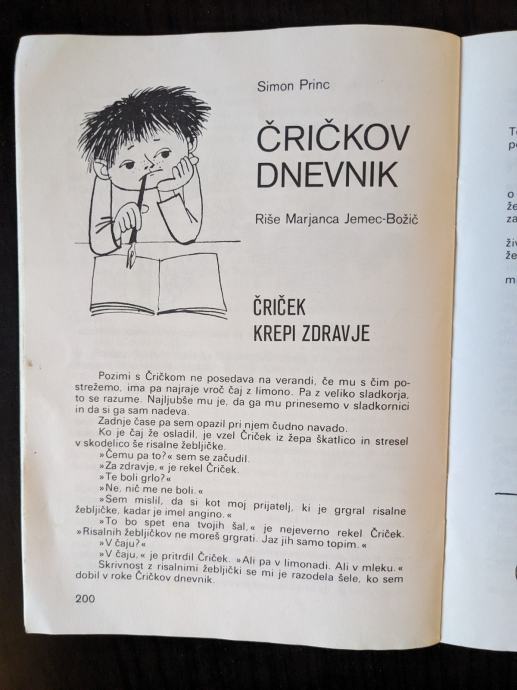 Simon Princ
ČRIČKOV
DNEVNIK
Riše Marjanca Jemec-Božič
ČRIČEK
KREPI ZDRAVJE
Pozimi s Čričkom ne posedava na verandi, če mu s čim po-
strežemo, ima pa najraje vroč čaj z limono. Pa z veliko sladkorja,
to se razume. Najljubše mu je, da ga mu prinesemo v sladkornici
in da si ga sam nadeva.
Zadnje čase pa sem opazil pri njem čudno navado.
Ko je čaj že osladil, je vzel Čriček iz žepa škatlico in stresel
v skodelico še risalne žebljičke.
»Čemu pa to?« sem se začudil.
»Za zdravje,« je rekel Čriček.
»Te boli grlo?«
»Ne, nič me ne boli.«
»Sem mislil, da si kot moj prijatelj, ki je grgral risalne
žebljičke, kadar je imel angino.«
»To bo spet ena tvojih šal,« je nejeverno rekel Čriček.
»Risalnih žebljičkov ne moreš grgrati. Jaz jih samo topim.«
»V čaju?«
»V čaju,« je pritrdil Čriček. »Ali pa v limonadi. Ali v mleku.«
Skrivnost z risalnimi žebljički se mi je razodela šele, ko sem
dobil v roke Čričkov dnevnik.
200